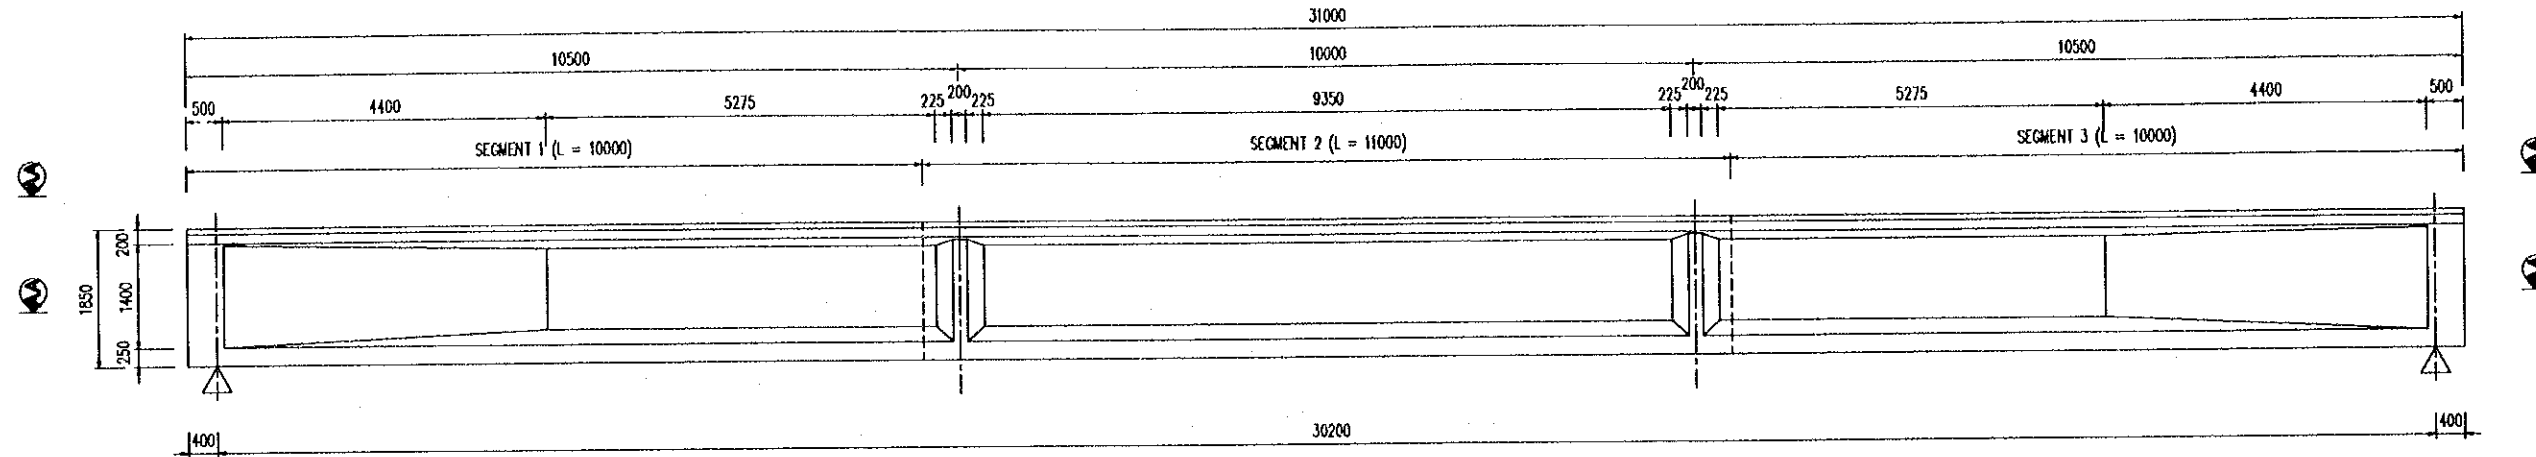 31000
10500 10000 10500
500 4400 5275 225 200 225 9350 225 200 225 5275 4400 500
SEGMENT 1 (L = 10000) SEGMENT 2 (L = 11000) SEGMENT 3 (L = 10000)
A
A
200
1850 1400
250
400 30200 400